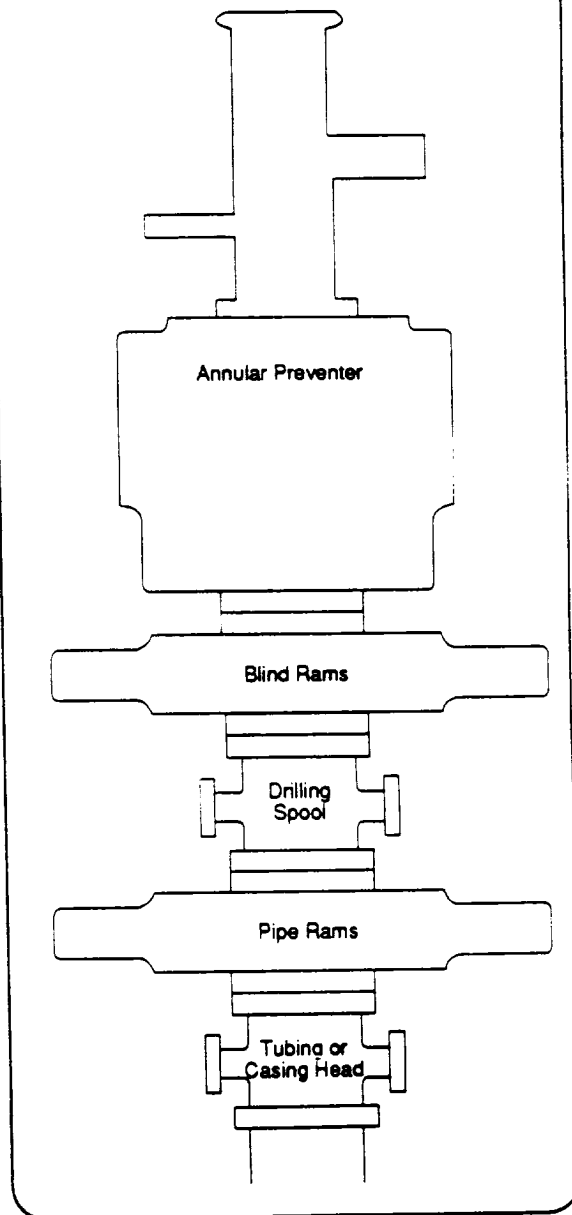 Annular Preventer
Blind Rams
Drilling
Spool
Pipe Rams
Tubing or
Casing Head